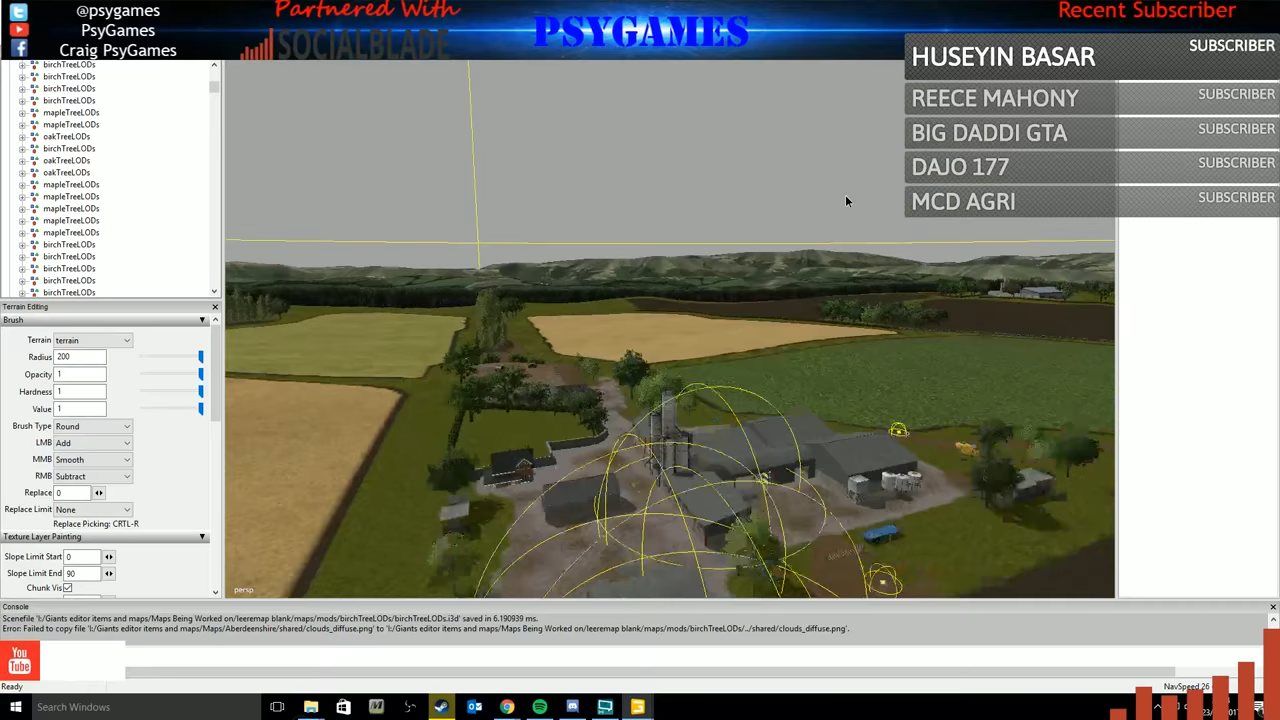 @psygames
PsyGames
Craig PsyGames
Partnered With
SOCIALBLADE
PSYGAMES
Recent Subscriber
HUSEYIN BASAR SUBSCRIBER
REECE MAHONY SUBSCRIBER
BIG DADDI GTA SUBSCRIBER
DAJO 177 SUBSCRIBER
MCD AGRI SUBSCRIBER
birchTreeLODs
birchTreeLODs
birchTreeLODs
birchTreeLODs
mapleTreeLODs
mapleTreeLODs
oakTreeLODs
birchTreeLODs
oakTreeLODs
oakTreeLODs
mapleTreeLODs
mapleTreeLODs
mapleTreeLODs
mapleTreeLODs
mapleTreeLODs
birchTreeLODs
birchTreeLODs
birchTreeLODs
birchTreeLODs
birchTreeLODs
Terrain Editing
Brush
Terrain terrain
Radius 200
Opacity 1
Hardness 1
Value 1
Brush Type Round
LMB Add
MMB Smooth
RMB Subtract
Replace 0
Replace Limit None
Replace Picking: CRTL-R
Texture Layer Painting
Slope Limit Start 0
Slope Limit End 90
Chunk Vis
persp.
Console
Scenefile 'I:/Giants editor items and maps/Maps Being Worked on/leeremap blank/maps/mods/birchTreeLODs/birchTreeLODs.i3d' saved in 6.190939 ms.
Error: Failed to copy file 'I:/Giants editor items and maps/Maps/Aberdeenshire/shared/clouds_diffuse.png' to 'I:/Giants editor items and maps/Maps Being Worked on/leeremap blank/maps/mods/birchTreeLODs/../shared/clouds_diffuse.png'.
You
Tube
Ready
NavSpeed 26
Search Windows